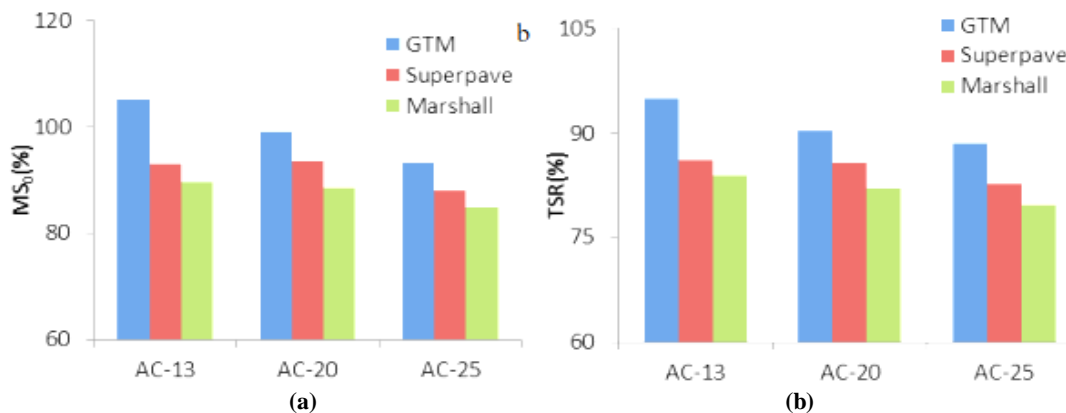 120
100
80
60
MS₀(%)
GTM
Superpave
Marshall
AC-13 AC-20 AC-25
(a)
b
105
90
75
60
TSR(%)
GTM
Superpave
Marshall
AC-13 AC-20 AC-25
(b)